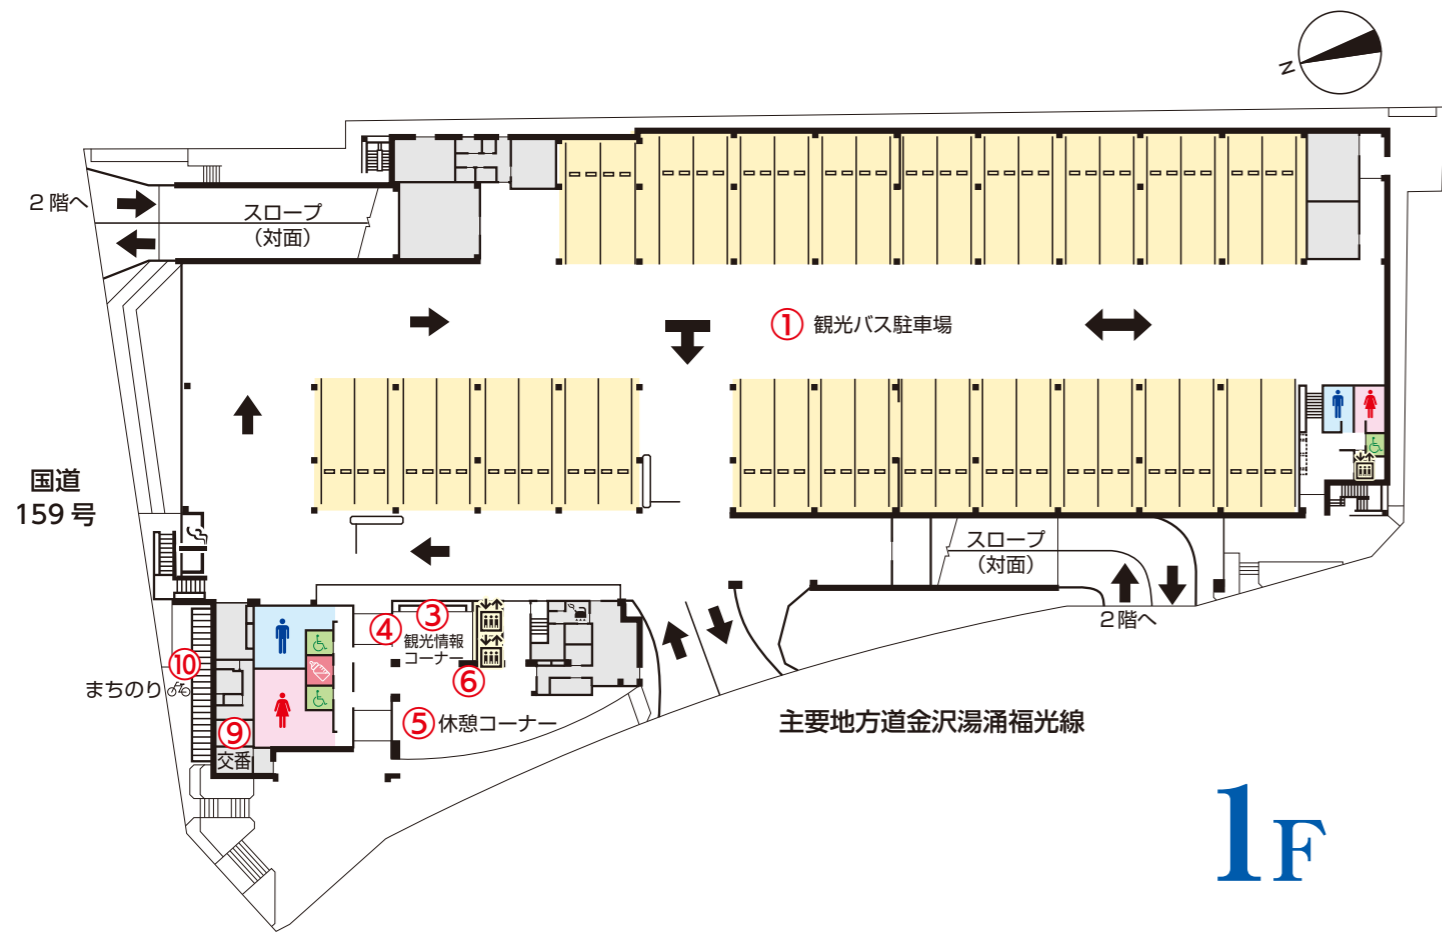 N
2階へ
スロープ
（対面）
① 観光バス駐車場
国道
159号
スロープ
（対面）
2階へ
③
④
観光情報
コーナー
⑥
⑩
まちのり
⑤ 休憩コーナー
⑨
交番
主要地方道金沢湯涌福光線
1F